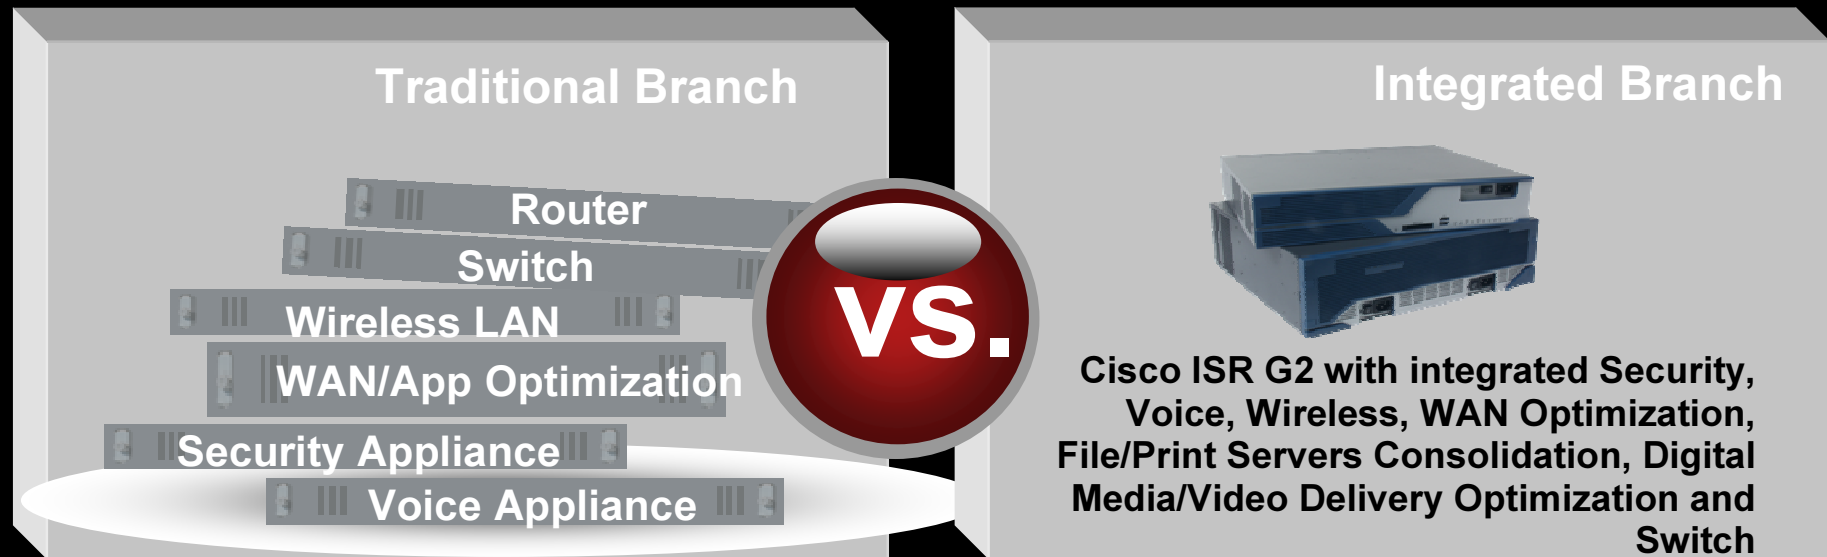 Traditional Branch
Router
Switch
Wireless LAN
WAN/App Optimization
Security Appliance
Voice Appliance
vs.
Integrated Branch
Cisco ISR G2 with integrated Security,
Voice, Wireless, WAN Optimization,
File/Print Servers Consolidation, Digital
Media/Video Delivery Optimization and
Switch